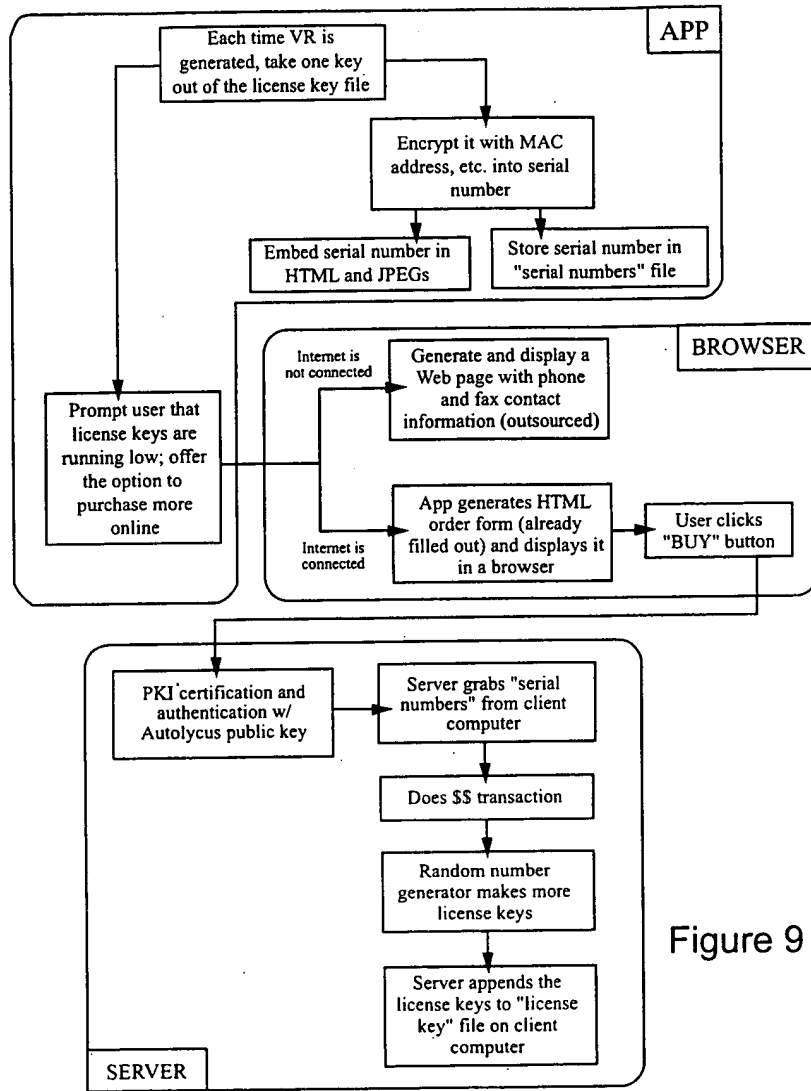 APP
Each time VR is
generated, take one key
out of the license key file
Encrypt it with MAC
address, etc. into serial
number
Embed serial number in
HTML and JPEGs
Store serial number in
"serial numbers" file
BROWSER
Internet is
not connected
Generate and display a
Web page with phone
and fax contact
information (outsourced)
Prompt user that
license keys are
running low; offer
the option to
purchase more
online
Internet is
connected
App generates HTML
order form (already
filled out) and displays it
in a browser
User clicks
"BUY" button
PKI certification and
authentication w/
Autolycus public key
Server grabs "serial
numbers" from client
computer
Does $$ transaction
Random number
generator makes more
license keys
Server appends the
license keys to "license
key" file on client
computer
SERVER
Figure 9